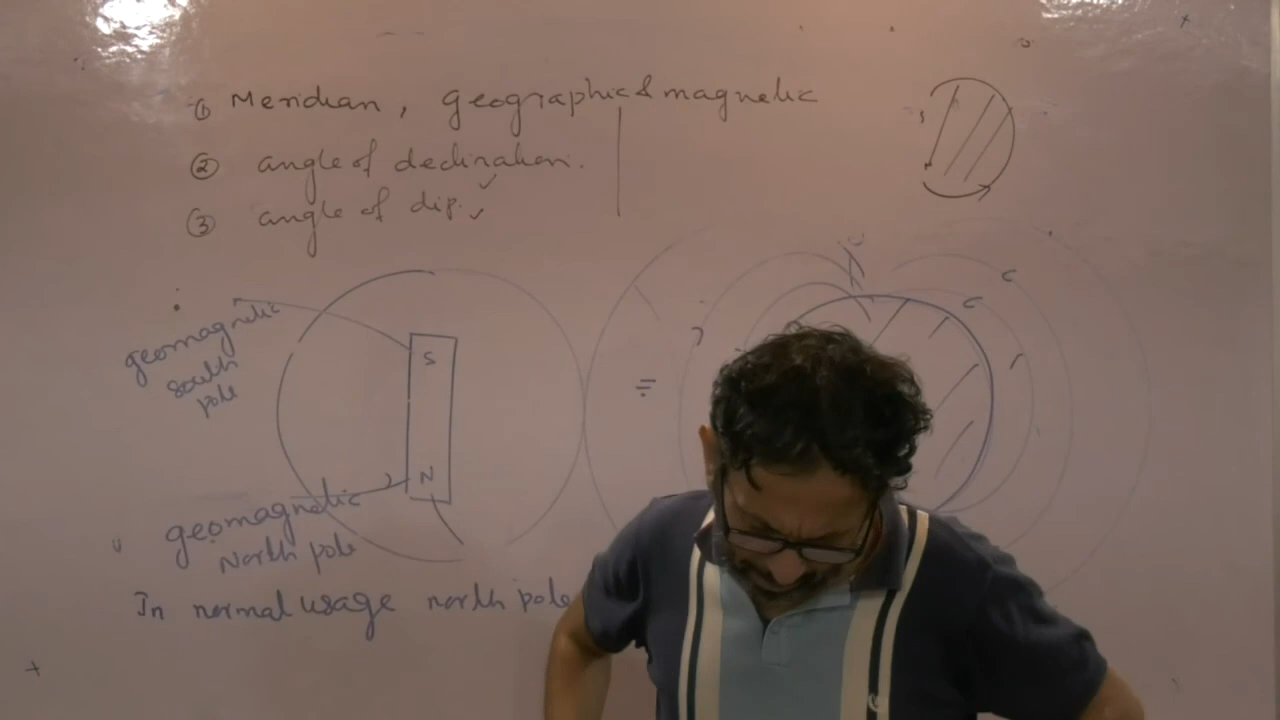 ① Meridian, geographic & magnetic
② angle of declination.
③ angle of dip.
geomagnetic
south
pole
S
N
geomagnetic
North pole
In normal usage north pole